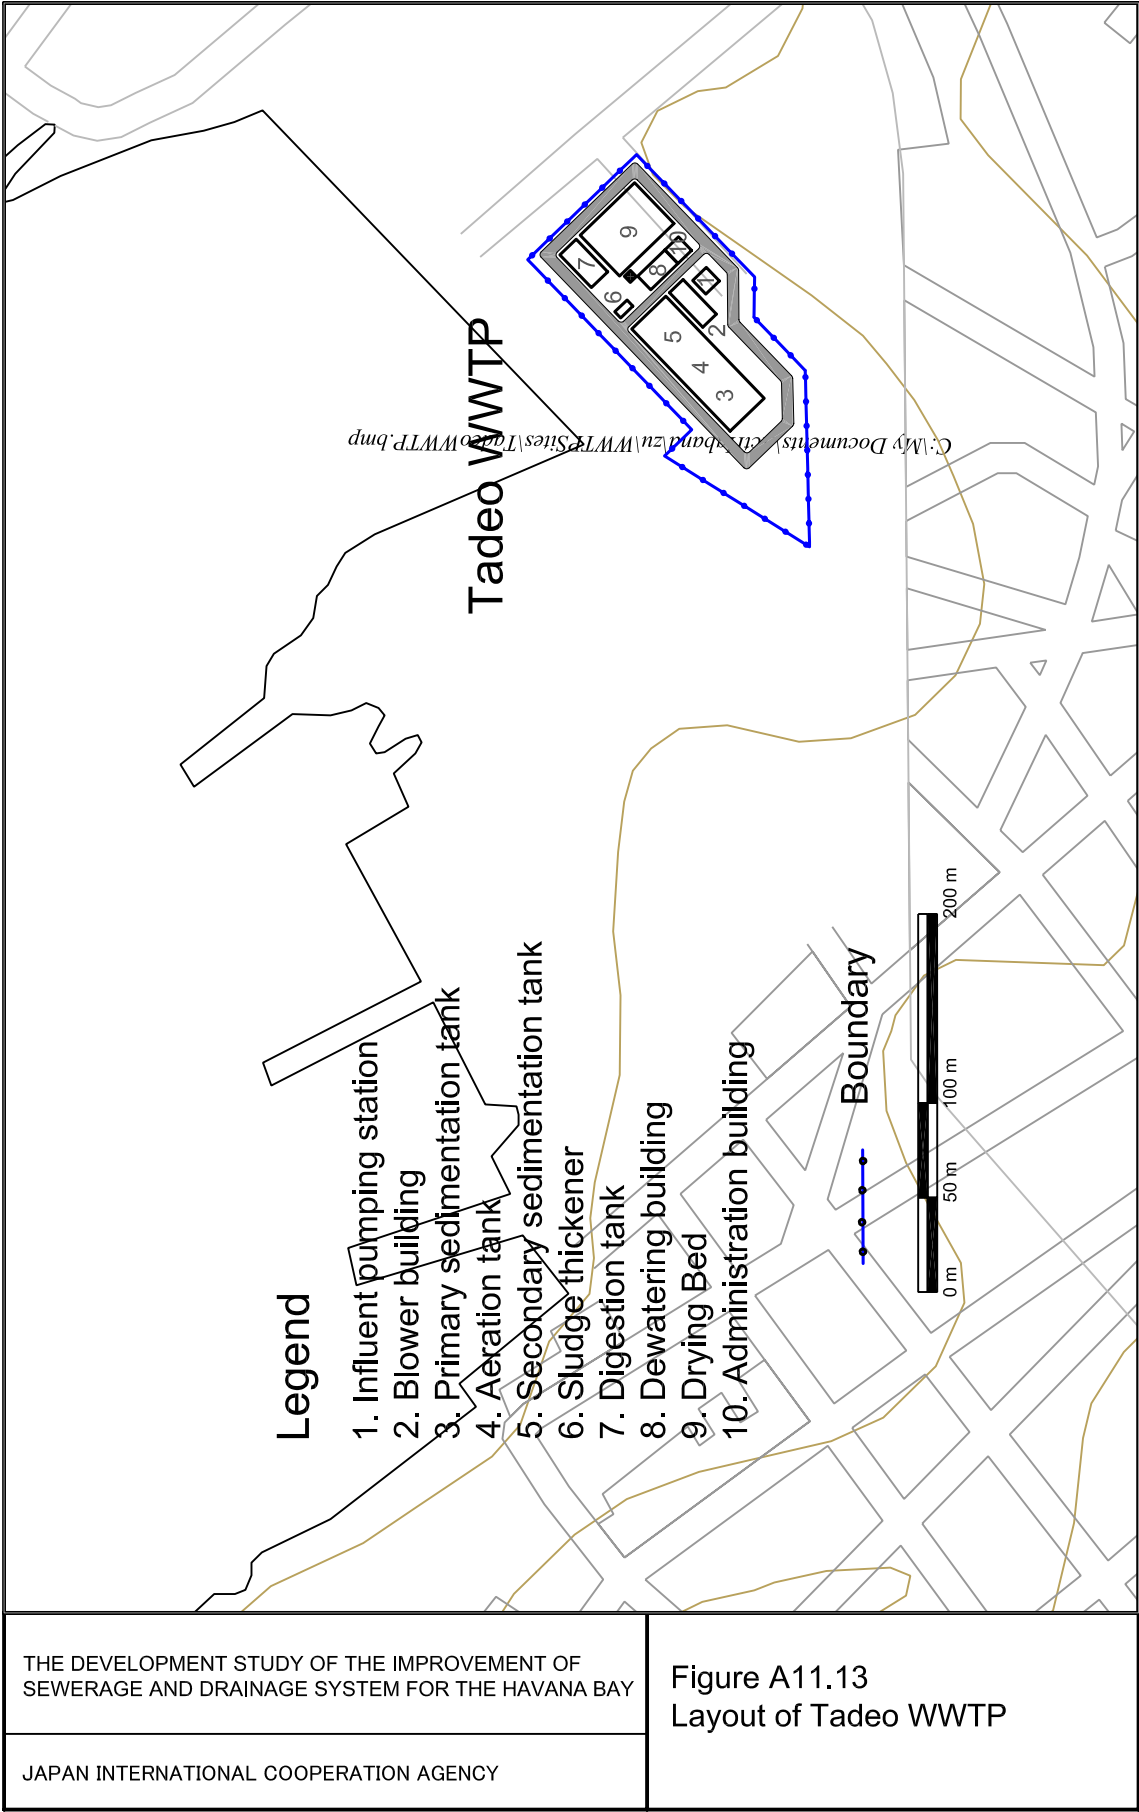 Tadeo WWTP
9
7
10
8
6
1
5
2
4
3
Legend
1. Influent pumping station
2. Blower building
3. Primary sedimentation tank
4. Aeration tank
5. Secondary sedimentation tank
6. Sludge thickener
7. Digestion tank
8. Dewatering building
9. Drying Bed
10. Administration building
Boundary
0 m
50 m
100 m
200 m
THE DEVELOPMENT STUDY OF THE IMPROVEMENT OF
SEWERAGE AND DRAINAGE SYSTEM FOR THE HAVANA BAY
JAPAN INTERNATIONAL COOPERATION AGENCY
Figure A11.13
Layout of Tadeo WWTP